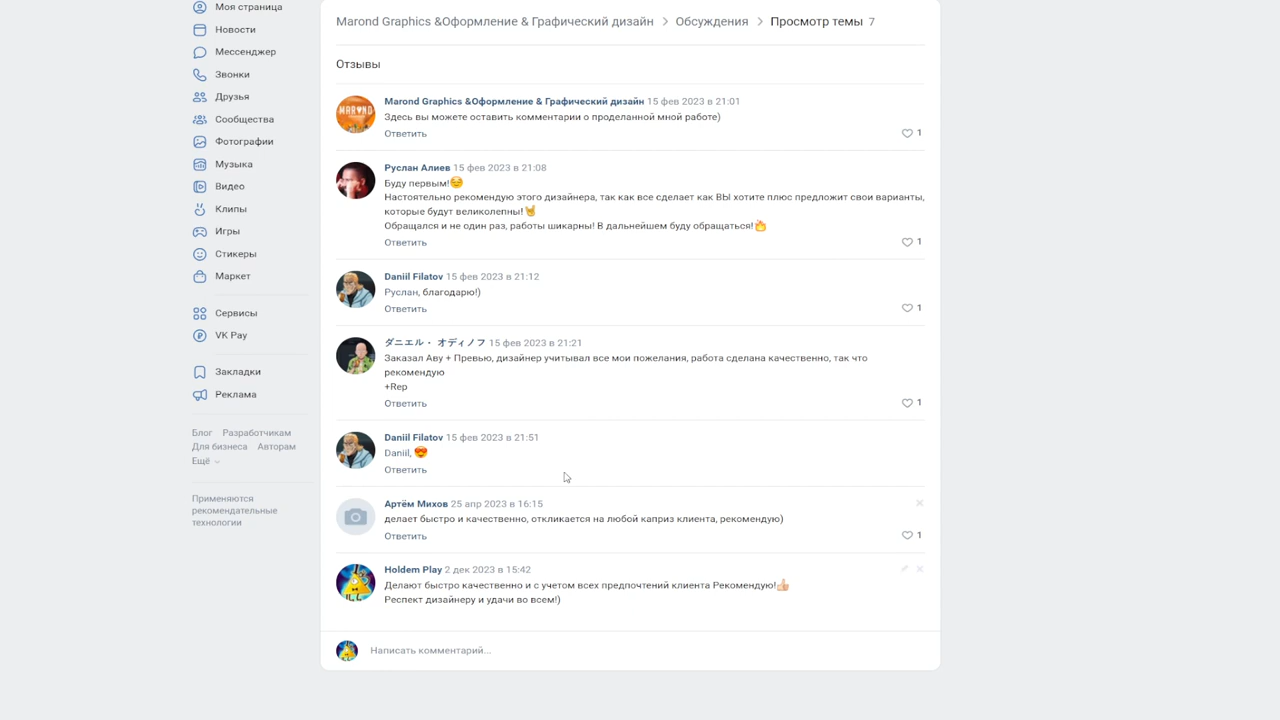 Моя страница
Новости
Мессенджер
Звонки
Друзья
Сообщества
Фотографии
Музыка
Видео
Клипы
Игры
Стикеры
Маркет
Сервисы
VK Pay
Закладки
Реклама
Блог Разработчикам
Для бизнеса Авторам
Ещё
Применяются
рекомендательные
технологии
Marond Graphics &Оформление & Графический дизайн > Обсуждения > Просмотр темы 7
Отзывы
MAROND
Marond Graphics &Оформление & Графический дизайн 15 фев 2023 в 21:01
Здесь вы можете оставить комментарии о проделанной мной работе)
Ответить 1
Руслан Алиев 15 фев 2023 в 21:08
Буду первым!😏
Настоятельно рекомендую этого дизайнера, так как все сделает как ВЫ хотите плюс предложит свои варианты,
которые будут великолепны!🤘
Обращался и не один раз, работы шикарны! В дальнейшем буду обращаться!
Ответить 1
Daniil Filatov 15 фев 2023 в 21:12
Руслан, благодарю!)
Ответить 1
ダニエル・ オディノフ 15 фев 2023 в 21:21
Заказал Аву + Превью, дизайнер учитывал все мои пожелания, работа сделана качественно, так что
рекомендую
+Rep
Ответить 1
Daniil Filatov 15 фев 2023 в 21:51
Daniil, 😍
Ответить
Артём Михов 25 апр 2023 в 16:15
делает быстро и качественно, откликается на любой каприз клиента, рекомендую)
Ответить 1
Holdem Play 2 дек 2023 в 15:42
Делают быстро качественно и с учетом всех предпочтений клиента Рекомендую!👍
Респект дизайнеру и удачи во всем!)
Написать комментарий...